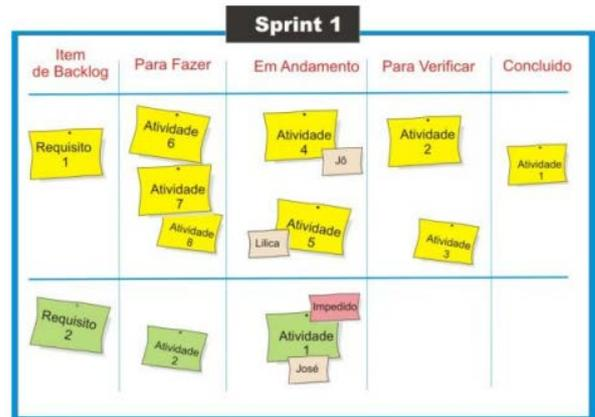 Sprint 1
Item
de Backlog
Para Fazer
Em Andamento
Para Verificar
Concluido
Requisito
1
Atividade
6
Atividade
7
Atividade
8
Atividade
4
Jô
Lilica
Atividade
5
Atividade
2
Atividade
3
Atividade
1
Requisito
2
Atividade
2
Impedido
Atividade
1
José